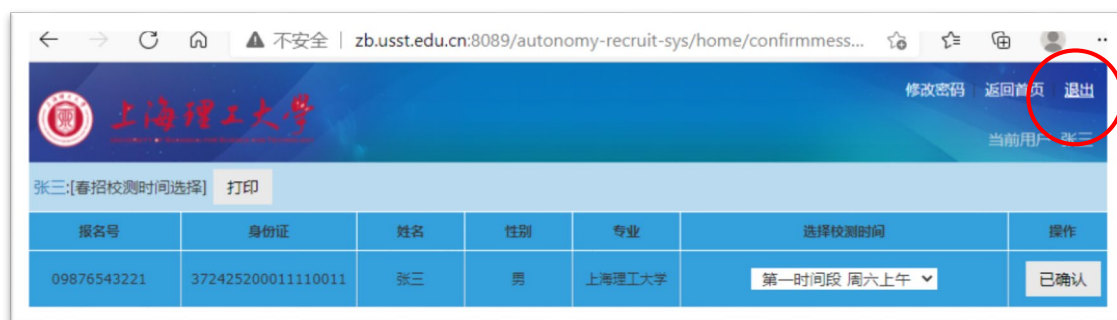 不安全 zb.usst.edu.cn:8089/autonomy-recruit-sys/home/confirmmess...
上海理工大学
修改密码 返回首页 退出
当前用户 张三
张三:[春招校测时间选择] 打印
报名号 身份证 姓名 性别 专业 选择校测时间 操作
09876543221 372425200011110011 张三 男 上海理工大学 第一时间段 周六上午 已确认